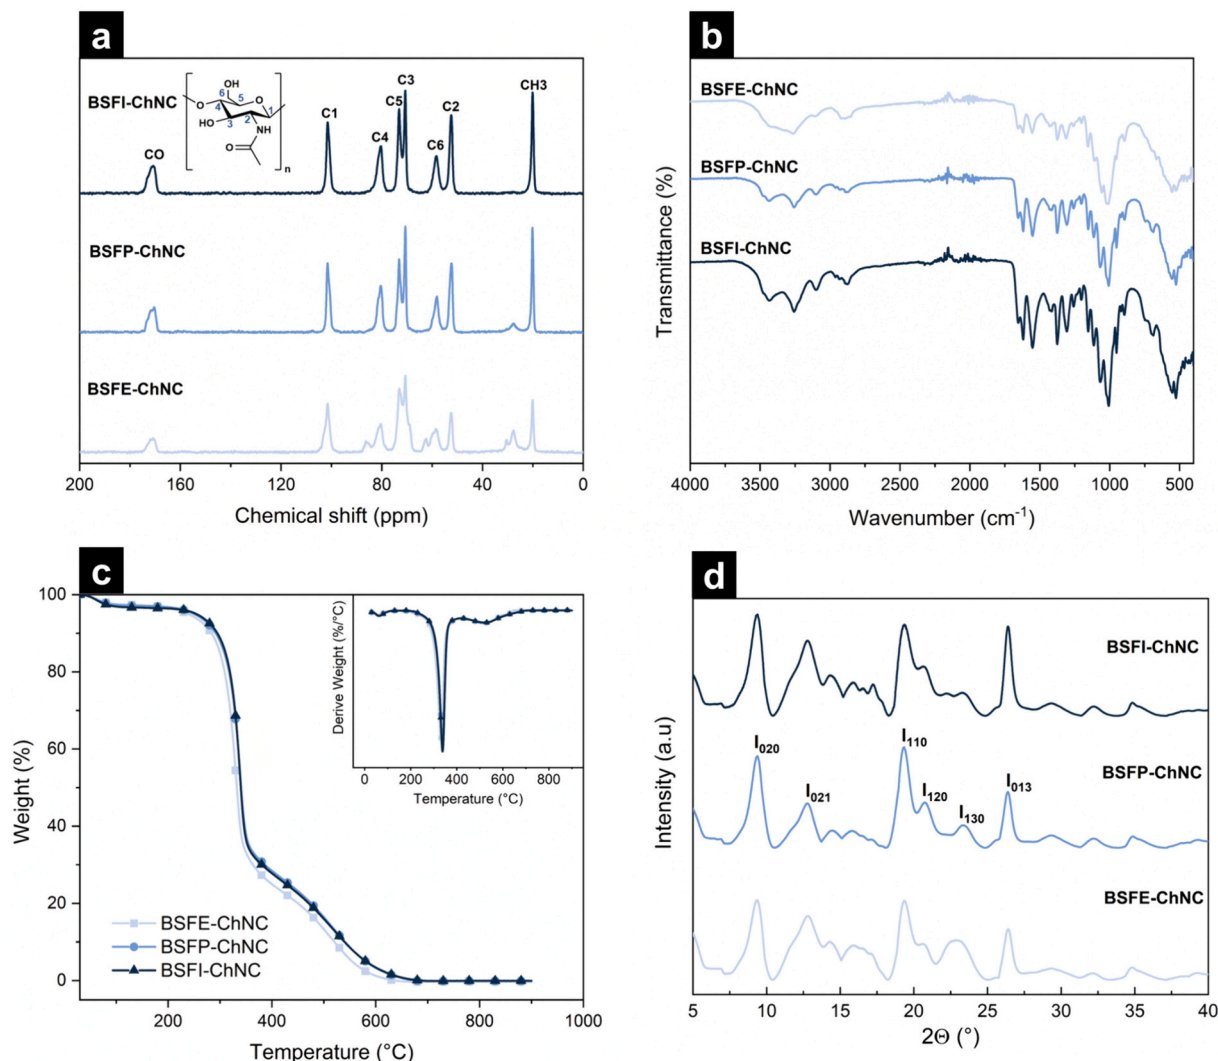 a
BSFI-ChNC
HO
6
5
O
4
O
1
HO
3
2
NH
O
n
CO
C1
C4
C5
C3
C6
C2
CH3
BSFP-ChNC
BSFE-ChNC
200 160 120 80 40 0
Chemical shift (ppm)
b
Transmittance (%)
BSFE-ChNC
BSFP-ChNC
BSFI-ChNC
4000 3500 3000 2500 2000 1500 1000 500
Wavenumber (cm⁻¹)
c
Weight (%)
100
80
60
40
20
0
Derive Weight (%/°C)
0 200 400 600 800
Temperature (°C)
BSFE-ChNC
BSFP-ChNC
BSFI-ChNC
200 400 600 800 1000
Temperature (°C)
d
Intensity (a.u)
BSFI-ChNC
I₀₂₀
I₀₂₁
I₁₁₀
I₁₂₀
I₁₃₀
I₀₁₃
BSFP-ChNC
BSFE-ChNC
5 10 15 20 25 30 35 40
2Θ (°)